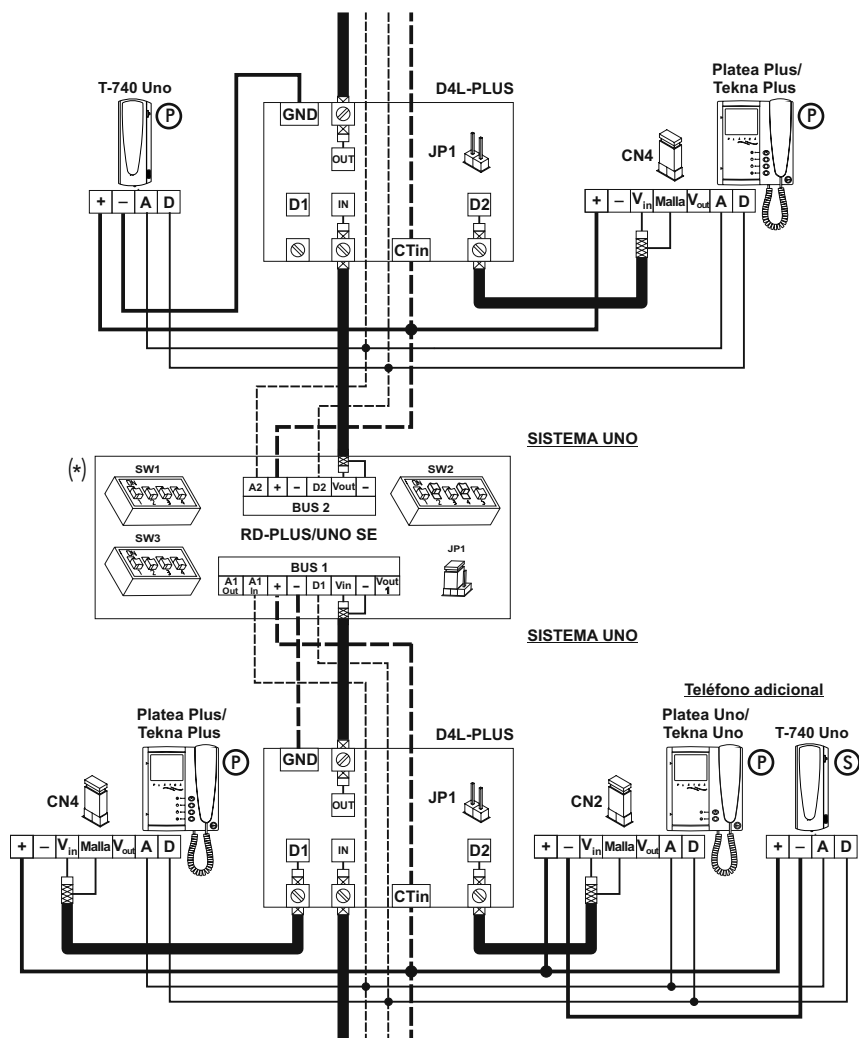 T-740 Uno
P
+ − A D
D4L-PLUS
GND
OUT
JP1
D1
IN
D2
CTin
Platea Plus/
Tekna Plus
P
CN4
+ − Vin Malla Vout A D
SISTEMA UNO
(*)
SW1
SW2
A2 + − D2 Vout −
BUS 2
RD-PLUS/UNO SE
SW3
JP1
BUS 1
A1 Out A1 In + − D1 Vin − Vout 1
SISTEMA UNO
Platea Plus/
Tekna Plus
P
CN4
+ − Vin Malla Vout A D
D4L-PLUS
GND
OUT
JP1
D1
IN
D2
CTin
Teléfono adicional
Platea Uno/
Tekna Uno
P
CN2
+ − Vin Malla Vout A D
T-740 Uno
S
+ − A D